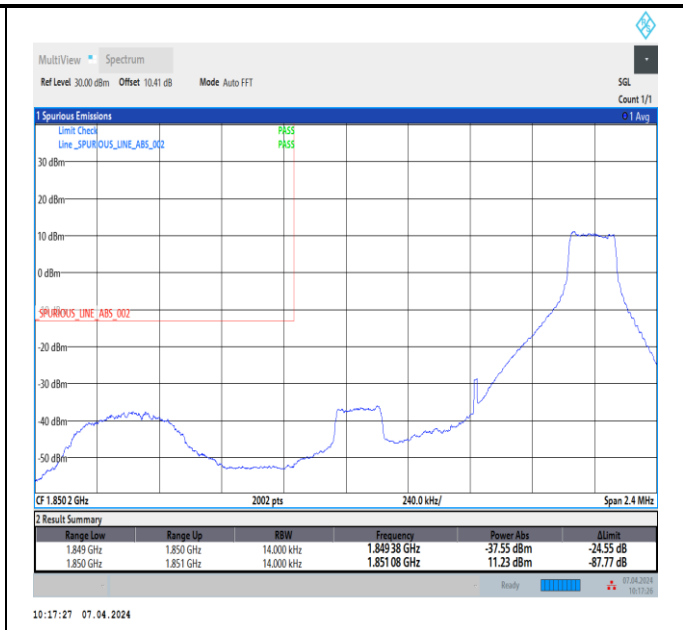 MultiView Spectrum
Ref Level 30.00 dBm Offset 10.41 dB Mode Auto FFT SGL
Count 1/1
1 Spurious Emissions 1 Avg
Limit Check PASS
Line _SPURIOUS_LINE_ABS_002 PASS
30 dBm
20 dBm
10 dBm
0 dBm
_SPURIOUS_LINE_ABS_002
-20 dBm
-30 dBm
-40 dBm
-50 dBm
CF 1.850 2 GHz 2002 pts 240.0 kHz/ Span 2.4 MHz
2 Result Summary
Range Low Range Up RBW Frequency Power Abs ΔLimit
1.849 GHz 1.850 GHz 14.000 kHz 1.849 38 GHz -37.55 dBm -24.55 dB
1.850 GHz 1.851 GHz 14.000 kHz 1.851 08 GHz 11.23 dBm -87.77 dB
Ready 07.04.2024
10:17:26
10:17:27 07.04.2024